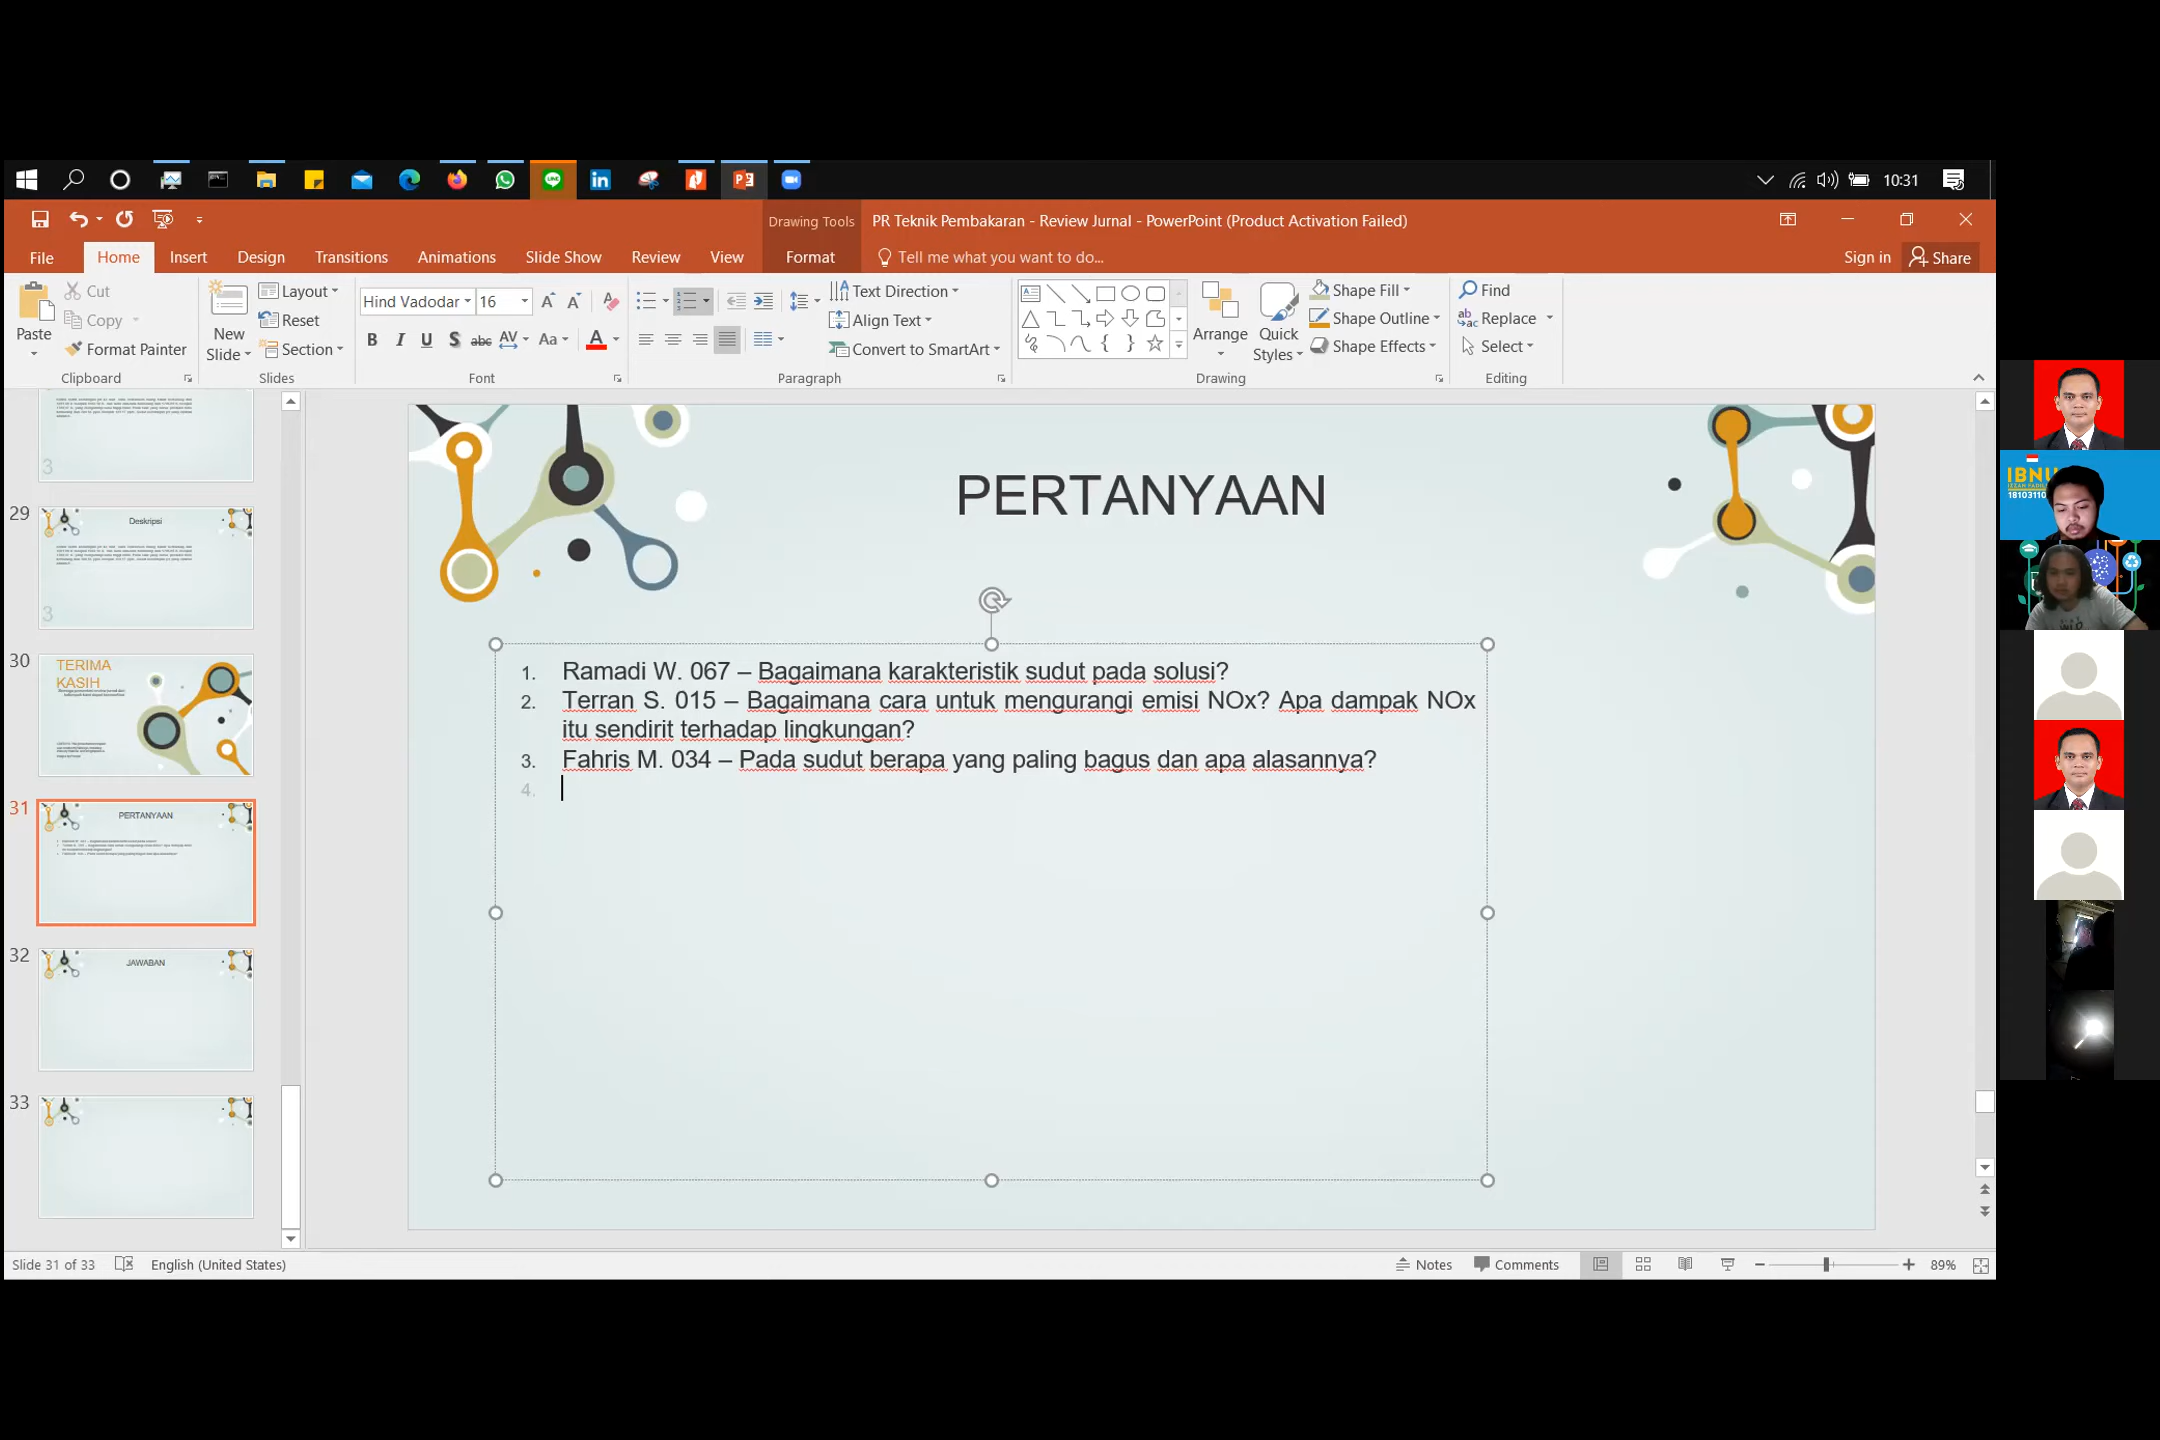 10:31
Drawing Tools
PR Teknik Pembakaran - Review Jurnal - PowerPoint (Product Activation Failed)
File Home Insert Design Transitions Animations Slide Show Review View Format Tell me what you want to do... Sign in Share
Paste
Cut
Copy
Format Painter
Clipboard
New Slide
Layout
Reset
Section
Slides
Hind Vadodar 16
B I U S abc AV Aa A
Font
Text Direction
Align Text
Convert to SmartArt
Paragraph
Arrange
Quick Styles
Shape Fill
Shape Outline
Shape Effects
Drawing
Find
Replace
Select
Editing
3
29
Deskripsi
3
30
TERIMA
KASIH
31
PERTANYAAN
32
JAWABAN
33
PERTANYAAN
1. Ramadi W. 067 – Bagaimana karakteristik sudut pada solusi?
2. Terran S. 015 – Bagaimana cara untuk mengurangi emisi NOx? Apa dampak NOx
itu sendirit terhadap lingkungan?
3. Fahris M. 034 – Pada sudut berapa yang paling bagus dan apa alasannya?
4.
IBNU
Slide 31 of 33 English (United States) Notes Comments 89%